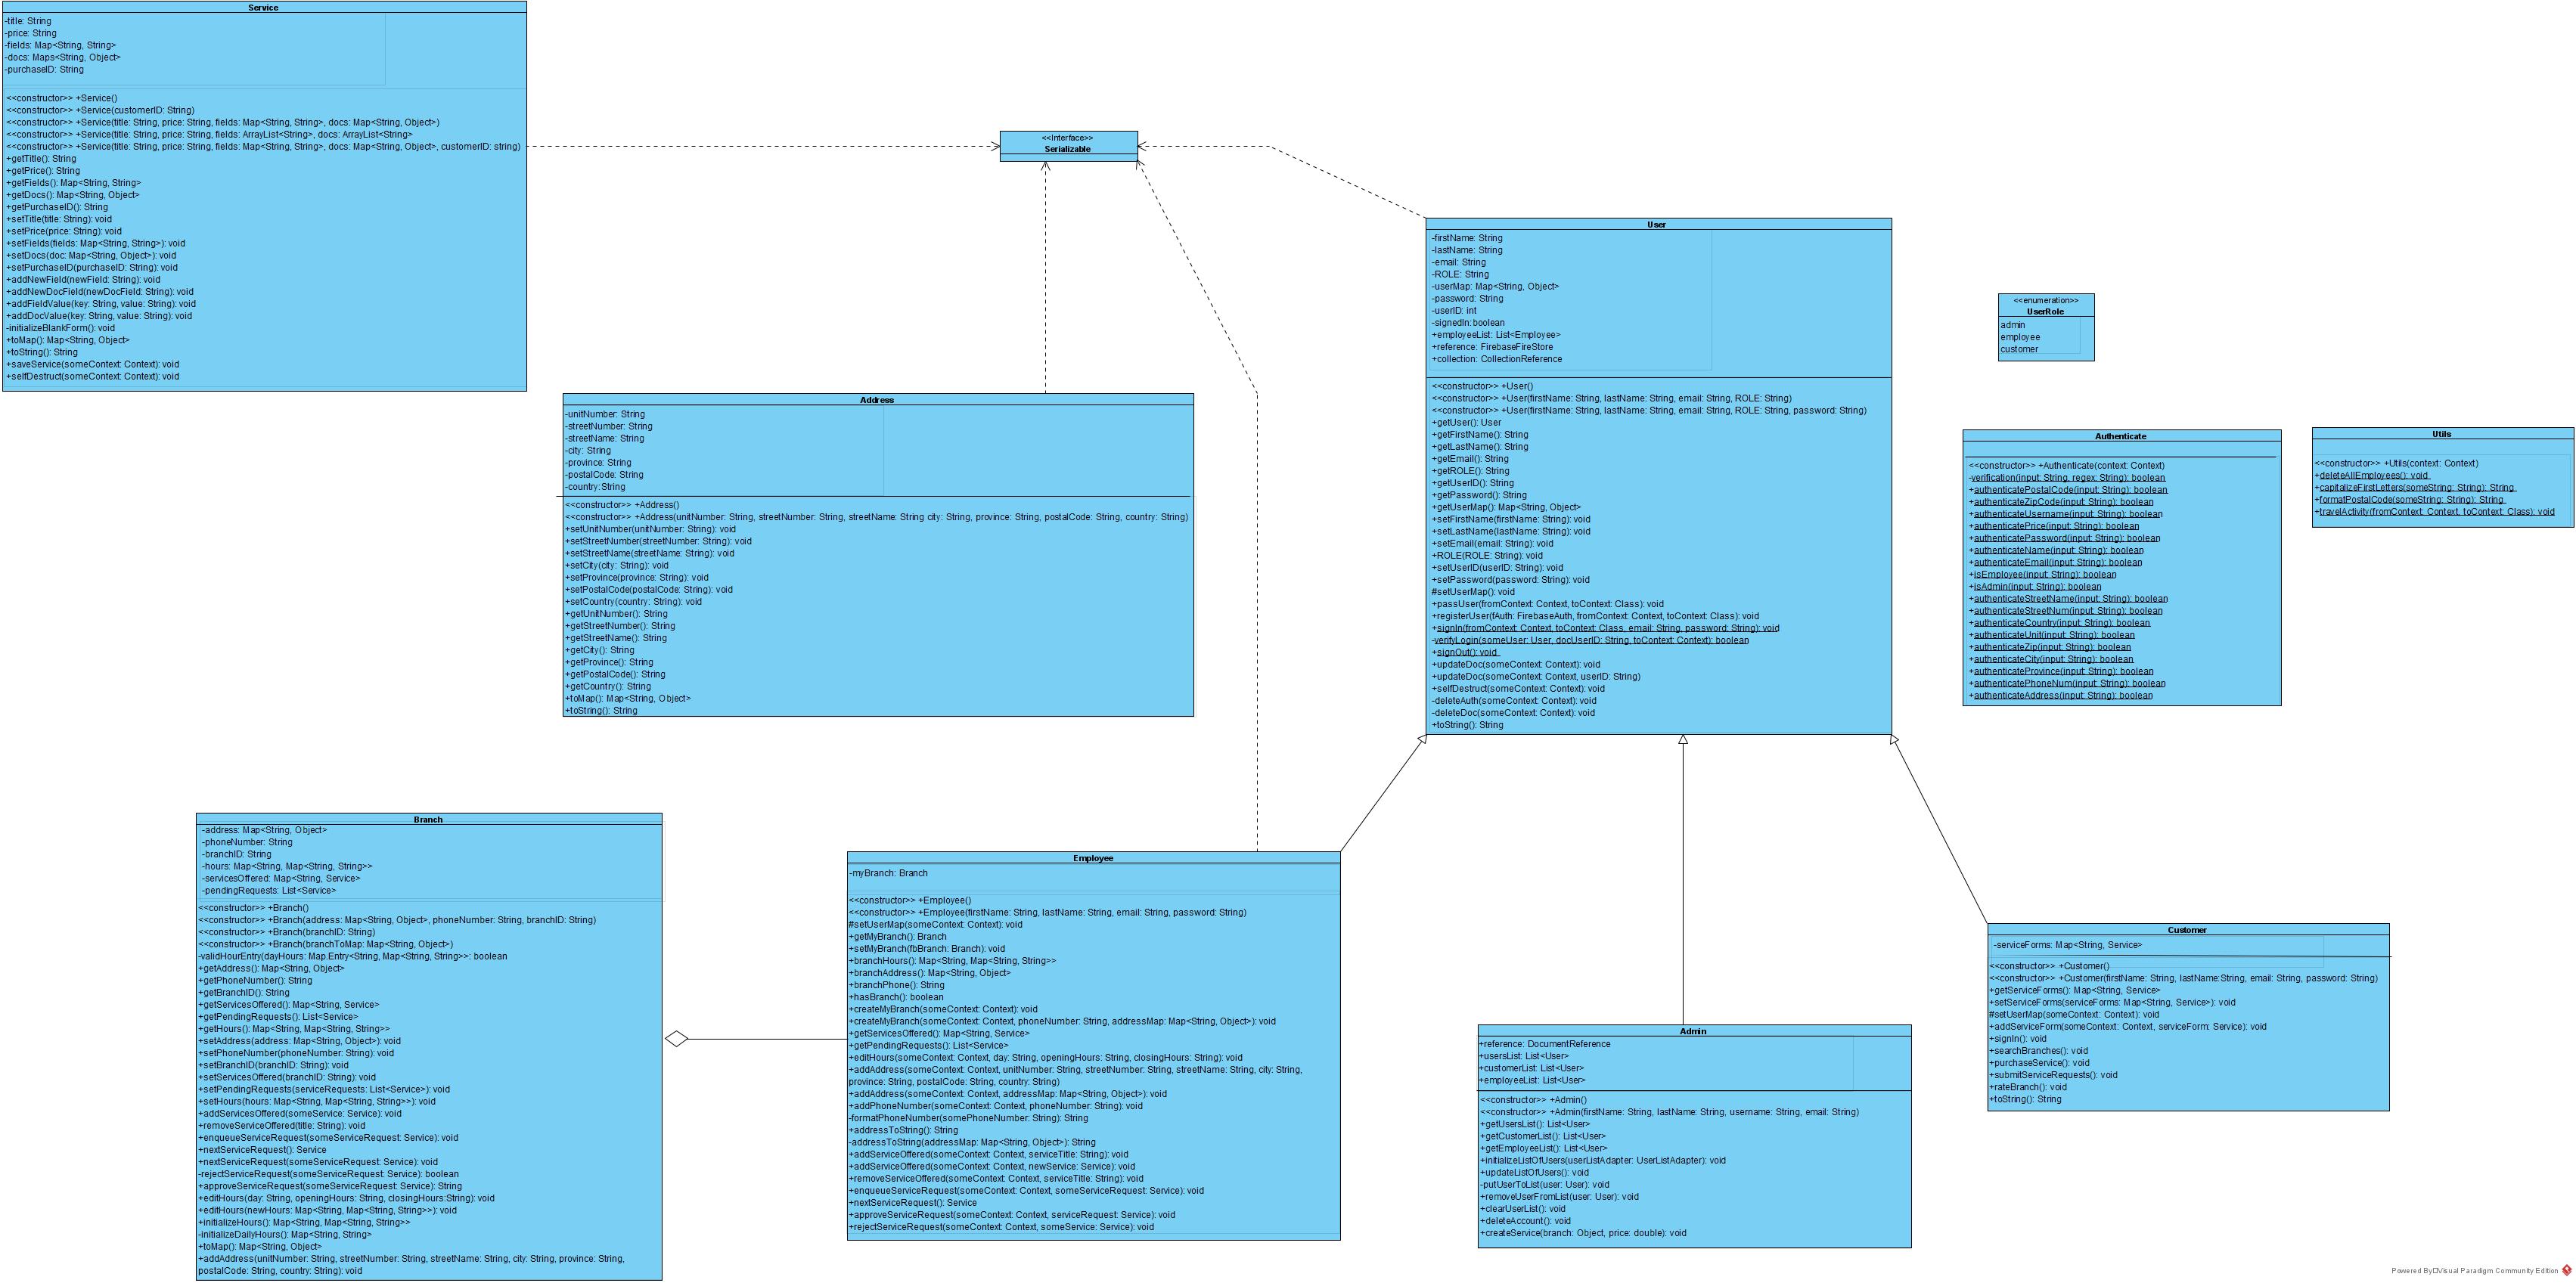 Service
-title: String
-price: String
-fields: Map<String, String>
-docs: Maps<String, Object>
-purchaseID: String
<<constructor>> +Service()
<<constructor>> +Service(customerID: String)
<<constructor>> +Service(title: String, price: String, fields: Map<String, String>, docs: Map<String, Object>)
<<constructor>> +Service(title: String, price: String, fields: ArrayList<String>, docs: ArrayList<String>
<<constructor>> +Service(title: String, price: String, fields: Map<String, String>, docs: Map<String, Object>, customerID: string)
+getTitle(): String
+getPrice(): String
+getFields(): Map<String, String>
+getDocs(): Map<String, Object>
+getPurchaseID(): String
+setTitle(title: String): void
+setPrice(price: String): void
+setFields(fields: Map<String, String>): void
+setDocs(doc: Map<String, Object>): void
+setPurchaseID(purchaseID: String): void
+addNewField(newField: String): void
+addNewDocField(newDocField: String): void
+addFieldValue(key: String, value: String): void
+addDocValue(key: String, value: String): void
-initializeBlankForm(): void
+toMap(): Map<String, Object>
+toString(): String
+saveService(someContext: Context): void
+selfDestruct(someContext: Context): void
<<Interface>>
Serializable
User
-firstName: String
-lastName: String
-email: String
-ROLE: String
-userMap: Map<String, Object>
-password: String
-userID: int
-signedIn:boolean
+employeeList: List<Employee>
+reference: FirebaseFireStore
+collection: CollectionReference
<<constructor>> +User()
<<constructor>> +User(firstName: String, lastName: String, email: String, ROLE: String)
<<constructor>> +User(firstName: String, lastName: String, email: String, ROLE: String, password: String)
+getUser(): User
+getFirstName(): String
+getLastName(): String
+getEmail(): String
+getROLE(): String
+getUserID(): String
+getPassword(): String
+getUserMap(): Map<String, Object>
+setFirstName(firstName: String): void
+setLastName(lastName: String): void
+setEmail(email: String): void
+ROLE(ROLE: String): void
+setUserID(userID: String): void
+setPassword(password: String): void
#setUserMap(): void
+passUser(fromContext: Context, toContext: Class): void
+registerUser(fAuth: FirebaseAuth, fromContext: Context, toContext: Class): void
+signIn(fromContext: Context, toContext: Class, email: String, password: String): void
-verifyLogin(someUser: User, docUserID: String, toContext: Context): boolean
+signOut(): void
+updateDoc(someContext: Context): void
+updateDoc(someContext: Context, userID: String)
+selfDestruct(someContext: Context): void
-deleteAuth(someContext: Context): void
-deleteDoc(someContext: Context): void
+toString(): String
<<enumeration>>
UserRole
admin
employee
customer
Address
-unitNumber: String
-streetNumber: String
-streetName: String
-city: String
-province: String
-postalCode: String
-country:String
<<constructor>> +Address()
<<constructor>> +Address(unitNumber: String, streetNumber: String, streetName: String city: String, province: String, postalCode: String, country: String)
+setUnitNumber(unitNumber: String): void
+setStreetNumber(streetNumber: String): void
+setStreetName(streetName: String): void
+setCity(city: String): void
+setProvince(province: String): void
+setPostalCode(postalCode: String): void
+setCountry(country: String): void
+getUnitNumber(): String
+getStreetNumber(): String
+getStreetName(): String
+getCity(): String
+getProvince(): String
+getPostalCode(): String
+getCountry(): String
+toMap(): Map<String, Object>
+toString(): String
Authenticate
<<constructor>> +Authenticate(context: Context)
-verification(input: String, regex: String): boolean
+authenticatePostalCode(input: String): boolean
+authenticateZipCode(input: String): boolean
+authenticateUsername(input: String): boolean
+authenticatePrice(input: String): boolean
+authenticatePassword(input: String): boolean
+authenticateName(input: String): boolean
+authenticateEmail(input: String): boolean
+isEmployee(input: String): boolean
+isAdmin(input: String): boolean
+authenticateStreetName(input: String): boolean
+authenticateStreetNum(input: String): boolean
+authenticateCountry(input: String): boolean
+authenticateUnit(input: String): boolean
+authenticateZip(input: String): boolean
+authenticateCity(input: String): boolean
+authenticateProvince(input: String): boolean
+authenticatePhoneNum(input: String): boolean
+authenticateAddress(input: String): boolean
Utils
<<constructor>> +Utils(context: Context)
+deleteAllEmployees(): void
+capitalizeFirstLetters(someString: String): String
+formatPostalCode(someString: String): String
+travelActivity(fromContext: Context, toContext: Class): void
Branch
-address: Map<String, Object>
-phoneNumber: String
-branchID: String
-hours: Map<String, Map<String, String>>
-servicesOffered: Map<String, Service>
-pendingRequests: List<Service>
<<constructor>> +Branch()
<<constructor>> +Branch(address: Map<String, Object>, phoneNumber: String, branchID: String)
<<constructor>> +Branch(branchID: String)
<<constructor>> +Branch(branchToMap: Map<String, Object>)
-validHourEntry(dayHours: Map.Entry<String, Map<String, String>>: boolean
+getAddress(): Map<String, Object>
+getPhoneNumber(): String
+getBranchID(): String
+getServicesOffered(): Map<String, Service>
+getPendingRequests(): List<Service>
+getHours(): Map<String, Map<String, String>>
+setAddress(address: Map<String, Object>): void
+setPhoneNumber(phoneNumber: String): void
+setBranchID(branchID: String): void
+setServicesOffered(branchID: String): void
+setPendingRequests(serviceRequests: List<Service>): void
+setHours(hours: Map<String, Map<String, String>>): void
+addServicesOffered(someService: Service): void
+removeServiceOffered(title: String): void
+enqueueServiceRequest(someServiceRequest: Service): void
+nextServiceRequest(): Service
+nextServiceRequest(someServiceRequest: Service): void
-rejectServiceRequest(someServiceRequest: Service): boolean
+approveServiceRequest(someServiceRequest: Service): String
+editHours(day: String, openingHours: String, closingHours:String): void
+editHours(newHours: Map<String, Map<String, String>>): void
+initializeHours(): Map<String, Map<String, String>>
-initializeDailyHours(): Map<String, String>
+toMap(): Map<String, Object>
+addAddress(unitNumber: String, streetNumber: String, streetName: String, city: String, province: String,
postalCode: String, country: String): void
Employee
-myBranch: Branch
<<constructor>> +Employee()
<<constructor>> +Employee(firstName: String, lastName: String, email: String, password: String)
#setUserMap(someContext: Context): void
+getMyBranch(): Branch
+setMyBranch(fbBranch: Branch): void
+branchHours(): Map<String, Map<String, String>>
+branchAddress(): Map<String, Object>
+branchPhone(): String
+hasBranch(): boolean
+createMyBranch(someContext: Context): void
+createMyBranch(someContext: Context, phoneNumber: String, addressMap: Map<String, Object>): void
+getServicesOffered(): Map<String, Service>
+getPendingRequests(): List<Service>
+editHours(someContext: Context, day: String, openingHours: String, closingHours: String): void
+addAddress(someContext: Context, unitNumber: String, streetNumber: String, streetName: String, city: String,
province: String, postalCode: String, country: String)
+addAddress(someContext: Context, addressMap: Map<String, Object>): void
+addPhoneNumber(someContext: Context, phoneNumber: String): void
-formatPhoneNumber(somePhoneNumber: String): String
+addressToString(): String
-addressToString(addressMap: Map<String, Object>): String
+addServiceOffered(someContext: Context, serviceTitle: String): void
+addServiceOffered(someContext: Context, newService: Service): void
+removeServiceOffered(someContext: Context, serviceTitle: String): void
+enqueueServiceRequest(someContext: Context, someServiceRequest: Service): void
+nextServiceRequest(): Service
+approveServiceRequest(someContext: Context, serviceRequest: Service): void
+rejectServiceRequest(someContext: Context, someService: Service): void
Admin
+reference: DocumentReference
+usersList: List<User>
+customerList: List<User>
+employeeList: List<User>
<<constructor>> +Admin()
<<constructor>> +Admin(firstName: String, lastName: String, username: String, email: String)
+getUsersList(): List<User>
+getCustomerList(): List<User>
+getEmployeeList(): List<User>
+initializeListOfUsers(userListAdapter: UserListAdapter): void
+updateListOfUsers(): void
-putUserToList(user: User): void
+removeUserFromList(user: User): void
+clearUserList(): void
+deleteAccount(): void
+createService(branch: Object, price: double): void
Customer
-serviceForms: Map<String, Service>
<<constructor>> +Customer()
<<constructor>> +Customer(firstName: String, lastName:String, email: String, password: String)
+getServiceForms(): Map<String, Service>
+setServiceForms(serviceForms: Map<String, Service>): void
#setUserMap(someContext: Context): void
+addServiceForm(someContext: Context, serviceForm: Service): void
+signIn(): void
+searchBranches(): void
+purchaseService(): void
+submitServiceRequests(): void
+rateBranch(): void
+toString(): String
Powered By Visual Paradigm Community Edition